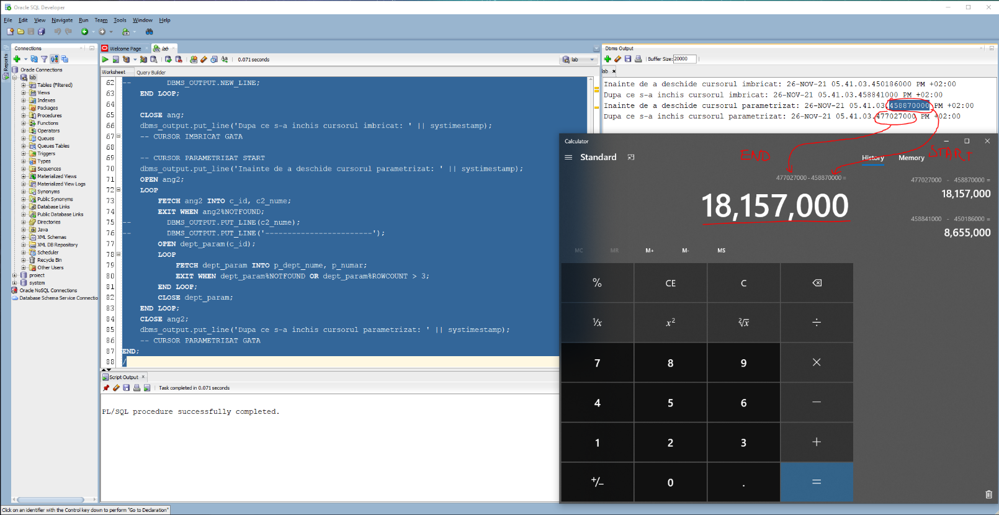 Oracle SQL Developer
File Edit View Navigate Run Team Tools Window Help
Connections
Reports
Oracle Connections
lab
Tables (Filtered)
Views
Indexes
Packages
Procedures
Functions
Operators
Queues
Queues Tables
Triggers
Types
Sequences
Materialized Views
Materialized View Logs
Synonyms
Public Synonyms
Database Links
Public Database Links
Directories
Java
XML Schemas
XML DB Repository
Scheduler
Recycle Bin
Other Users
proiect
system
Oracle NoSQL Connections
Database Schema Service Connectio
Welcome Page lab
0.071 seconds
lab
Worksheet Query Builder
62 -- DBMS_OUTPUT.NEW_LINE;
63 END LOOP;
64
65 CLOSE ang;
66 dbms_output.put_line('Dupa ce s-a inchis cursorul imbricat: ' || systimestamp);
67 -- CURSOR IMBRICAT GATA
68
69 -- CURSOR PARAMETRIZAT START
70 dbms_output.put_line('Inainte de a deschide cursorul parametrizat: ' || systimestamp);
71 OPEN ang2;
72 LOOP
73 FETCH ang2 INTO c_id, c2_nume;
74 EXIT WHEN ang2%NOTFOUND;
75 -- DBMS_OUTPUT.PUT_LINE(c2_nume);
76 -- DBMS_OUTPUT.PUT_LINE('------------------------');
77 OPEN dept_param(c_id);
78 LOOP
79 FETCH dept_param INTO p_dept_nume, p_numar;
80 EXIT WHEN dept_param%NOTFOUND OR dept_param%ROWCOUNT > 3;
81 END LOOP;
82 CLOSE dept_param;
83 END LOOP;
84 CLOSE ang2;
85 dbms_output.put_line('Dupa ce s-a inchis cursorul parametrizat: ' || systimestamp);
86 -- CURSOR PARAMETRIZAT GATA
87 END;
88 /
Script Output
Task completed in 0.071 seconds
PL/SQL procedure successfully completed.
Dbms Output
Buffer Size: 20000
lab
Inainte de a deschide cursorul imbricat: 26-NOV-21 05.41.03.450186000 PM +02:00
Dupa ce s-a inchis cursorul imbricat: 26-NOV-21 05.41.03.458841000 PM +02:00
Inainte de a deschide cursorul parametrizat: 26-NOV-21 05.41.03.458870000 PM +02:00
Dupa ce s-a inchis cursorul parametrizat: 26-NOV-21 05.41.03.477027000 PM +02:00
Calculator
Standard
END
START
History Memory
477027000 - 458870000 =
18,157,000
477027000 - 458870000 =
18,157,000
458841000 - 450186000 =
8,655,000
MC MR M+ M- MS
% CE C ⌫
¹/x x² ²√x ÷
7 8 9 ×
4 5 6 −
1 2 3 +
+/− 0 . =
Click on an identifier with the Control key down to perform "Go to Declaration"